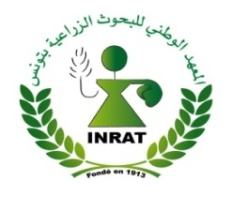 المعهد الوطني للبحوث الزراعية بتونس
INRAT
Fondé en 1913